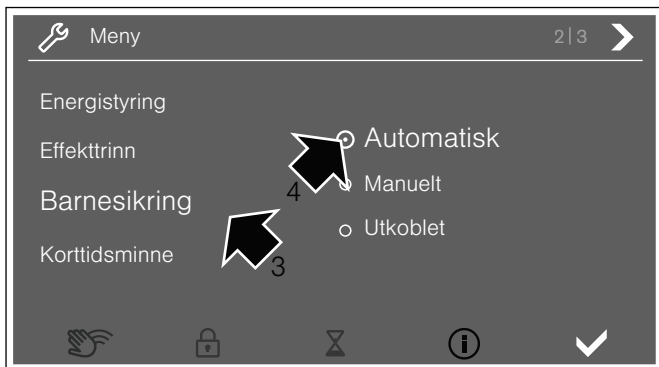 Meny 2|3
Energistyring
Effekttrinn
Barnesikring
Korttidsminne
Automatisk
Manuelt
Utkoblet
4
3